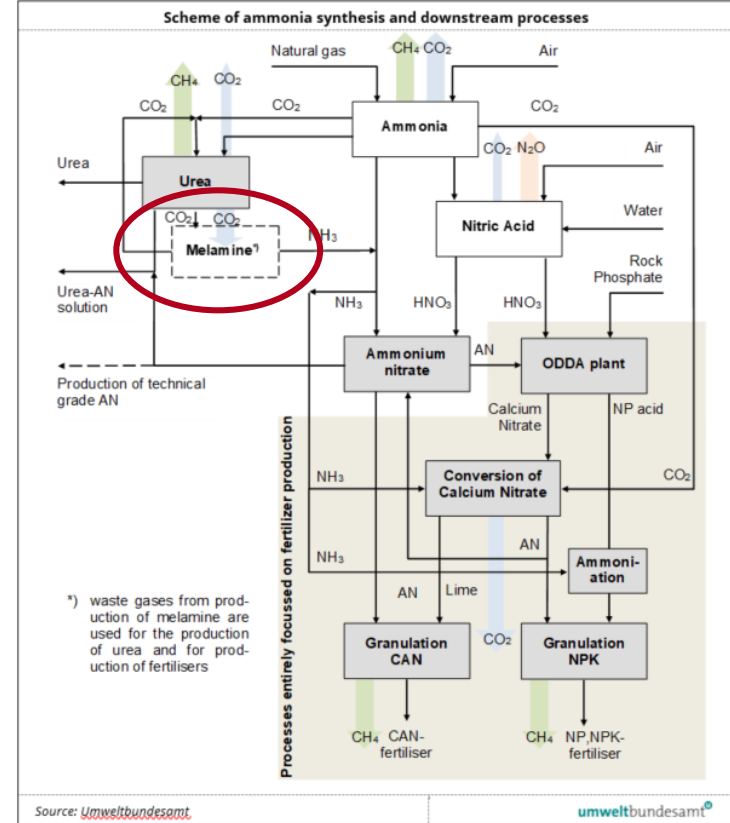 Scheme of ammonia synthesis and downstream processes
Natural gas
CH₄ CO₂
Air
CH₄ CO₂
CO₂
CO₂
Ammonia
CO₂
CO₂ N₂O
Air
Urea
Urea
CO₂ CO₂
Melamine*)
NH₃
Nitric Acid
Water
Rock
Phosphate
Urea-AN
solution
NH₃
HNO₃
HNO₃
Ammonium
nitrate
AN
ODDA plant
Production of technical
grade AN
Calcium
Nitrate
NP acid
Processes entirely focussed on fertilizer production
NH₃
Conversion of
Calcium Nitrate
CO₂
AN
NH₃
Ammoni-
ation
AN
Lime
*) waste gases from prod-
uction of melamine are
used for the production
of urea and for prod-
uction of fertilisers
Granulation
CAN
CO₂
Granulation
NPK
CH₄ CAN-
fertiliser
CH₄ NP,NPK-
fertiliser
Source: Umweltbundesamt
umweltbundesamt